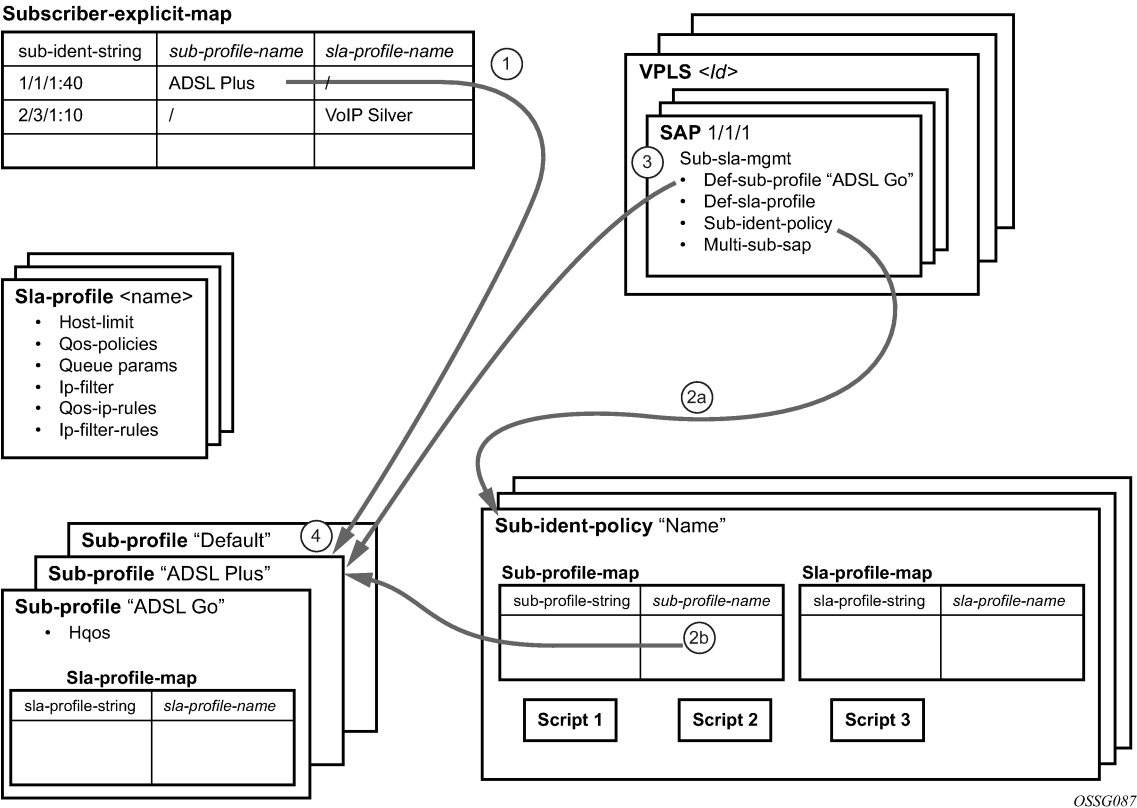 Subscriber-explicit-map
sub-ident-string sub-profile-name sla-profile-name
1/1/1:40 ADSL Plus /
2/3/1:10 / VoIP Silver
1
VPLS <Id>
SAP 1/1/1
3
Sub-sla-mgmt
• Def-sub-profile “ADSL Go”
• Def-sla-profile
• Sub-ident-policy
• Multi-sub-sap
Sla-profile <name>
• Host-limit
• Qos-policies
• Queue params
• Ip-filter
• Qos-ip-rules
• Ip-filter-rules
2a
Sub-profile “Default”
4
Sub-profile “ADSL Plus”
Sub-profile “ADSL Go”
• Hqos
Sla-profile-map
sla-profile-string sla-profile-name
Sub-ident-policy “Name”
Sub-profile-map
sub-profile-string sub-profile-name
2b
Sla-profile-map
sla-profile-string sla-profile-name
Script 1
Script 2
Script 3
OSSG087